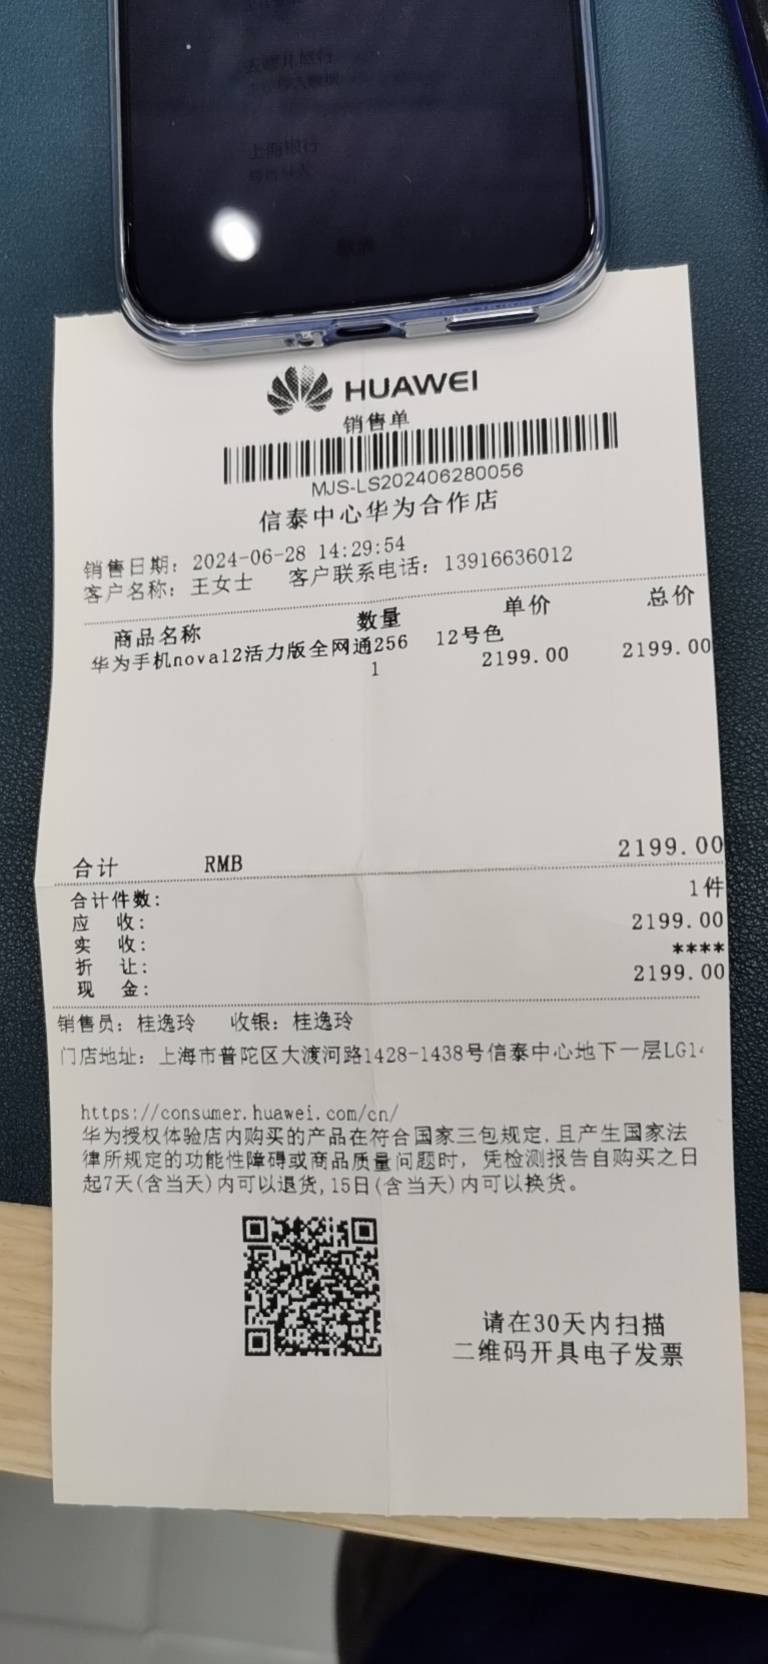 上海银行
HUAWEI
销售单
MJS-LS202406280056
信泰中心华为合作店
销售日期: 2024-06-28 14:29:54
客户名称: 王女士 客户联系电话: 13916636012
商品名称 数量 单价 总价
华为手机nova12活力版全网通256 12号色
1 2199.00 2199.00
合计 RMB 2199.00
合计件数: 1件
应 收: 2199.00
实 收: ****
折 让: 2199.00
现 金:
销售员: 桂逸玲 收银: 桂逸玲
门店地址: 上海市普陀区大渡河路1428-1438号信泰中心地下一层LG14
https://consumer.huawei.com/cn/
华为授权体验店内购买的产品在符合国家三包规定,且产生国家法
律所规定的功能性障碍或商品质量问题时, 凭检测报告自购买之日
起7天(含当天)内可以退货,15日(含当天)内可以换货。
请在30天内扫描
二维码开具电子发票